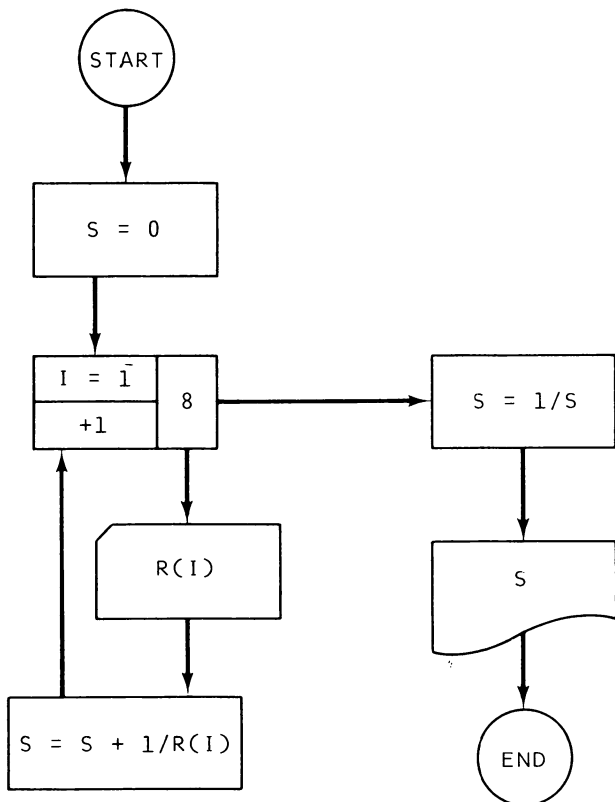 START
S = 0
I = 1
+1
8
S = 1/S
R(I)
S
S = S + 1/R(I)
END